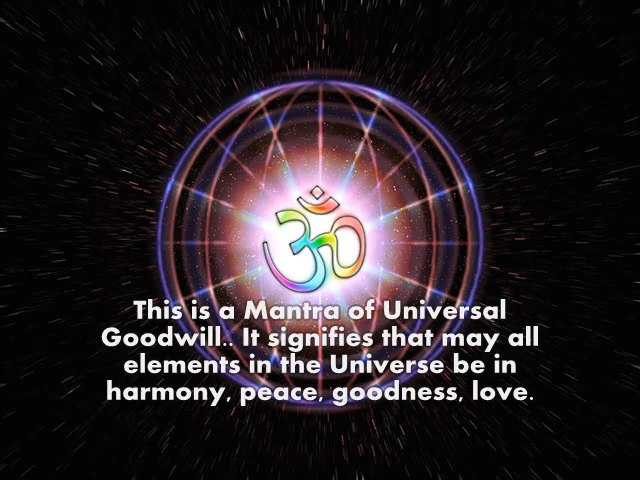 ॐ
This is a Mantra of Universal
Goodwill.. It signifies that may all
elements in the Universe be in
harmony, peace, goodness, love.